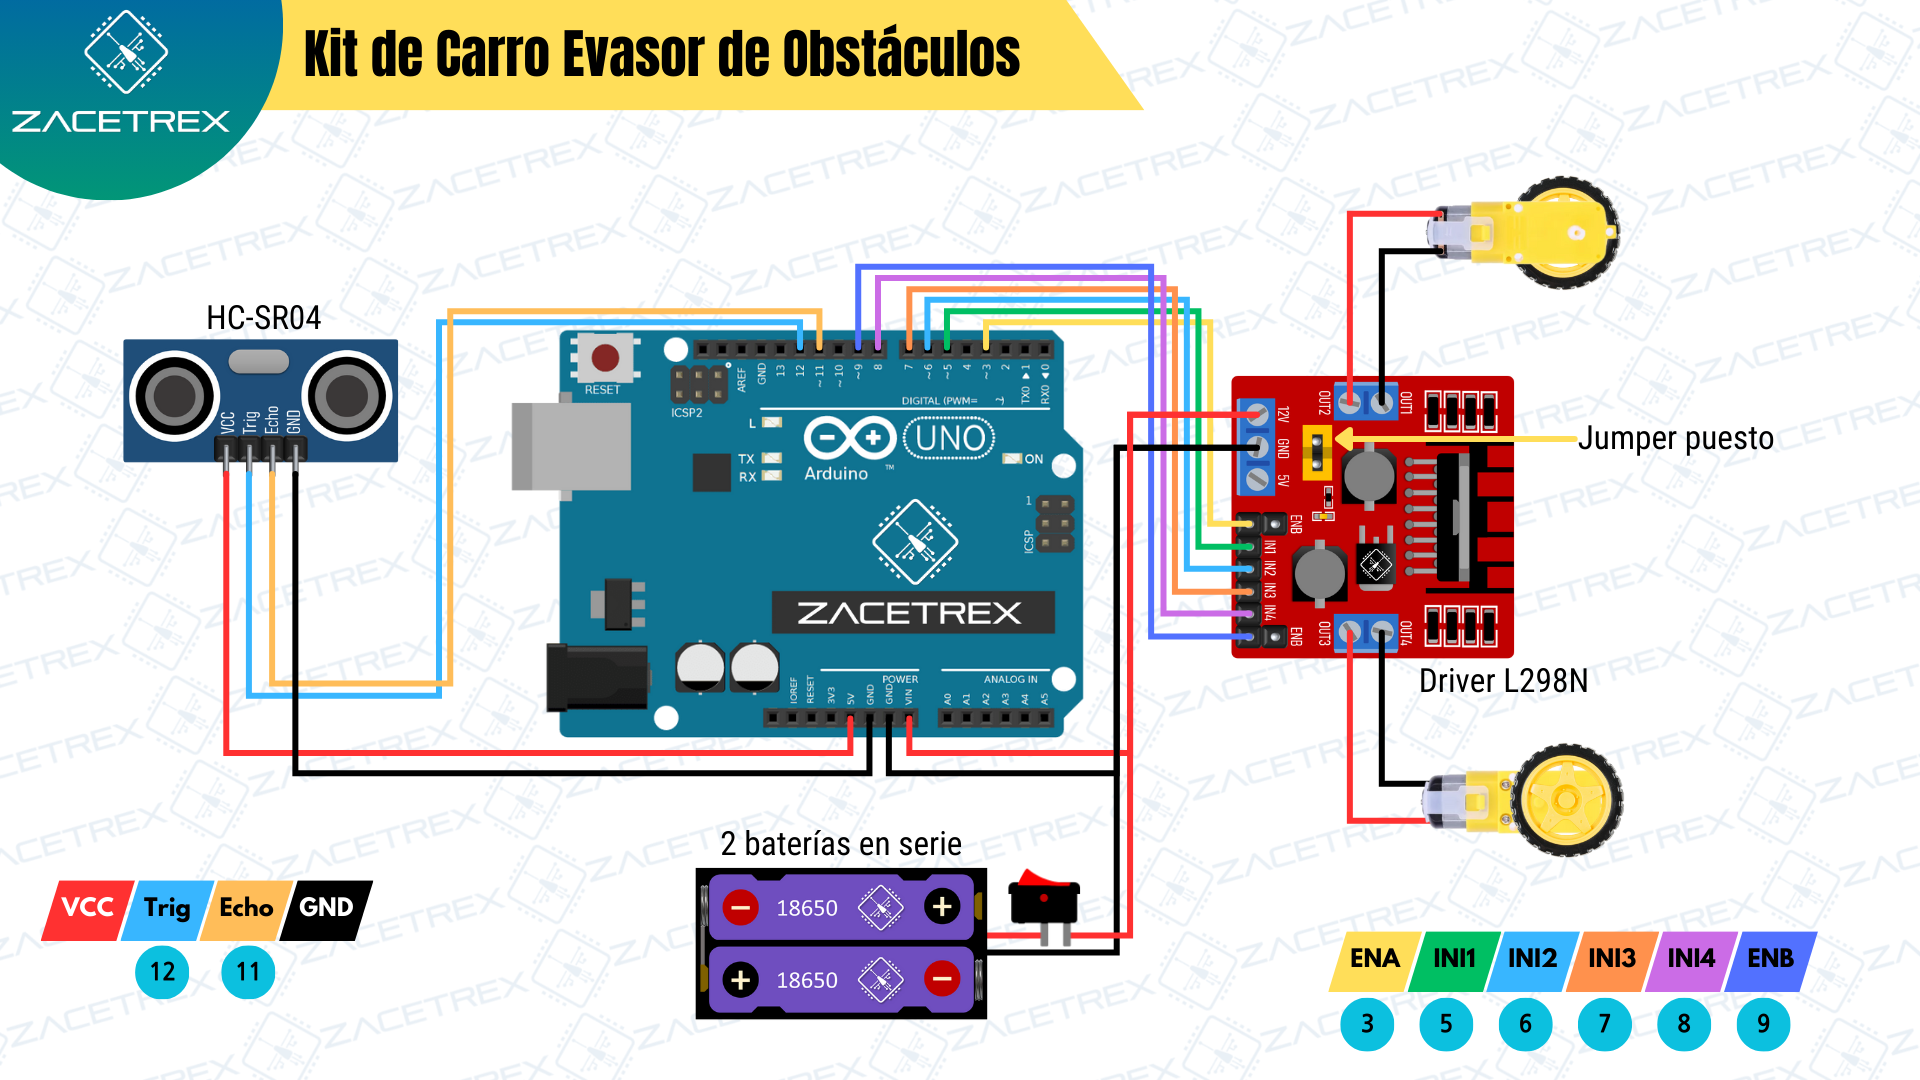 ZACETREX
Kit de Carro Evasor de Obstáculos
HC-SR04
VCC
Trig
Echo
GND
RESET
ICSP2
AREF
GND
13
12
~11
~10
~9
8
7
~6
~5
4
~3
2
TX0 ▶ 1
RX0 ◀ 0
DIGITAL (PWM= ~)
L
TX
RX
UNO
Arduino
TM
ON
1
ICSP
ZACETREX
IOREF
RESET
3V3
5V
GND
GND
VIN
POWER
ANALOG IN
A0
A1
A2
A3
A4
A5
OUT2
OUT1
12V
GND
5V
Jumper puesto
ENB
IN1
IN2
IN3
IN4
ENB
OUT3
OUT4
Driver L298N
2 baterías en serie
− 18650 +
+ 18650 −
VCC Trig Echo GND
12 11
ENA INI1 INI2 INI3 INI4 ENB
3 5 6 7 8 9